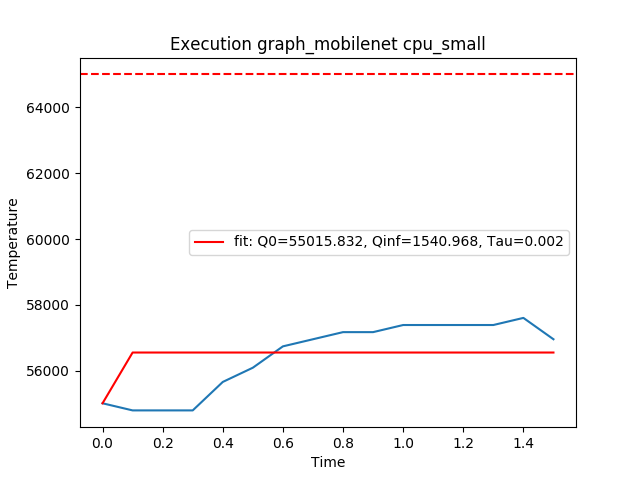 Execution graph_mobilenet cpu_small
Temperature
64000
62000
60000
58000
56000
fit: Q0=55015.832, Qinf=1540.968, Tau=0.002
0.0 0.2 0.4 0.6 0.8 1.0 1.2 1.4
Time